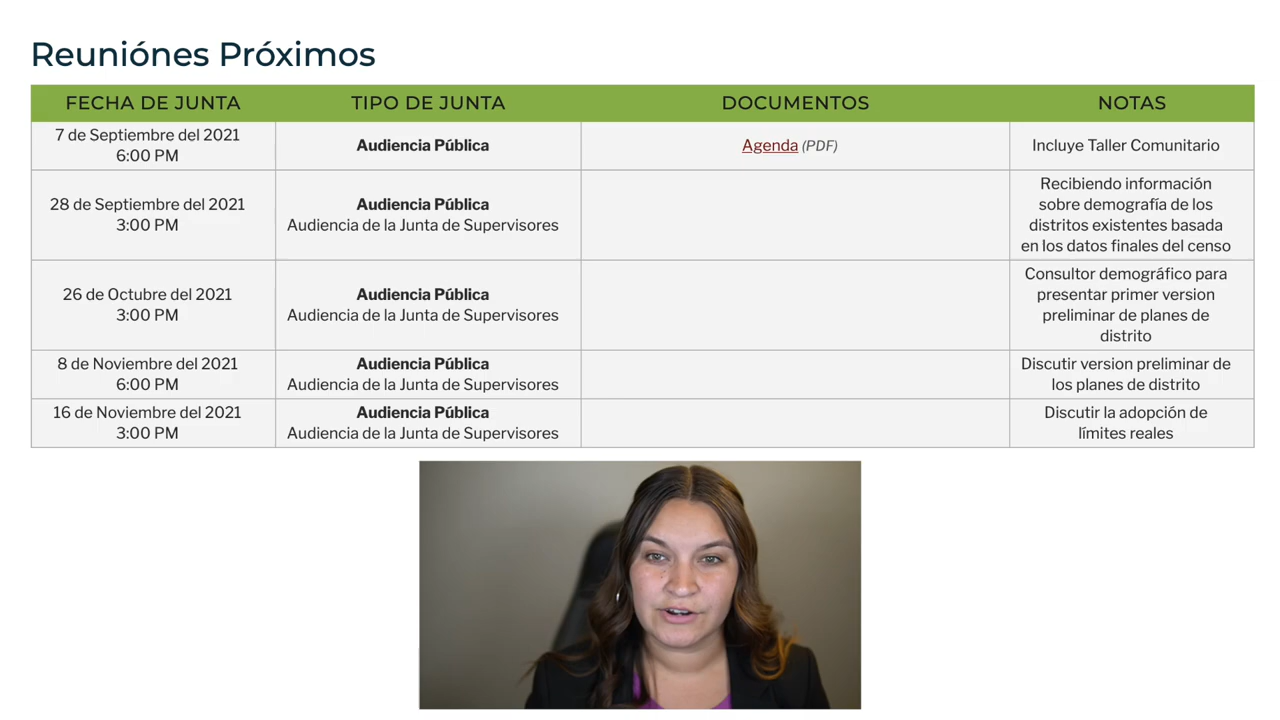 Reuniónes Próximos
FECHA DE JUNTA
TIPO DE JUNTA
DOCUMENTOS
NOTAS
7 de Septiembre del 2021
6:00 PM
Audiencia Pública
Agenda (PDF)
Incluye Taller Comunitario
28 de Septiembre del 2021
3:00 PM
Audiencia Pública
Audiencia de la Junta de Supervisores
Recibiendo información
sobre demografía de los
distritos existentes basada
en los datos finales del censo
26 de Octubre del 2021
3:00 PM
Audiencia Pública
Audiencia de la Junta de Supervisores
Consultor demográfico para
presentar primer version
preliminar de planes de
distrito
8 de Noviembre del 2021
6:00 PM
Audiencia Pública
Audiencia de la Junta de Supervisores
Discutir version preliminar de
los planes de distrito
16 de Noviembre del 2021
3:00 PM
Audiencia Pública
Audiencia de la Junta de Supervisores
Discutir la adopción de
límites reales